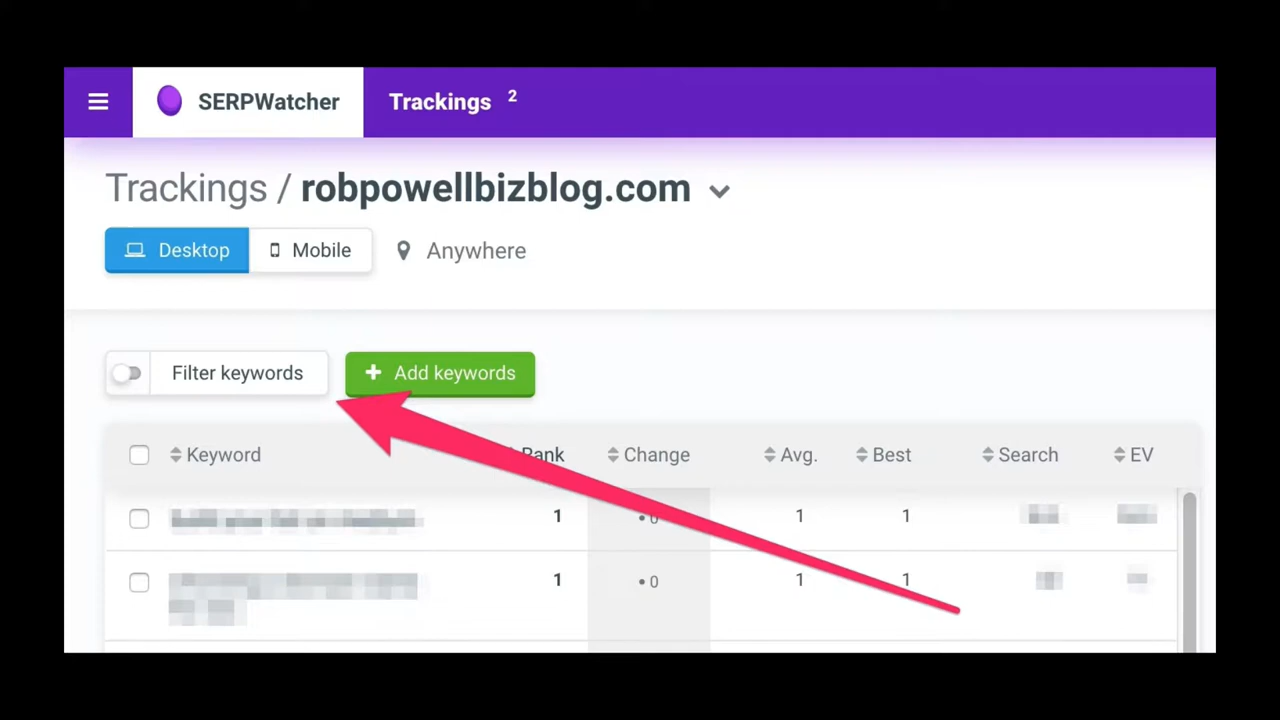 SERPWatcher Trackings 2
Trackings / robpowellbizblog.com
Desktop Mobile Anywhere
Filter keywords + Add keywords
Keyword Rank Change Avg. Best Search EV
1 • 0 1 1
1 • 0 1 1